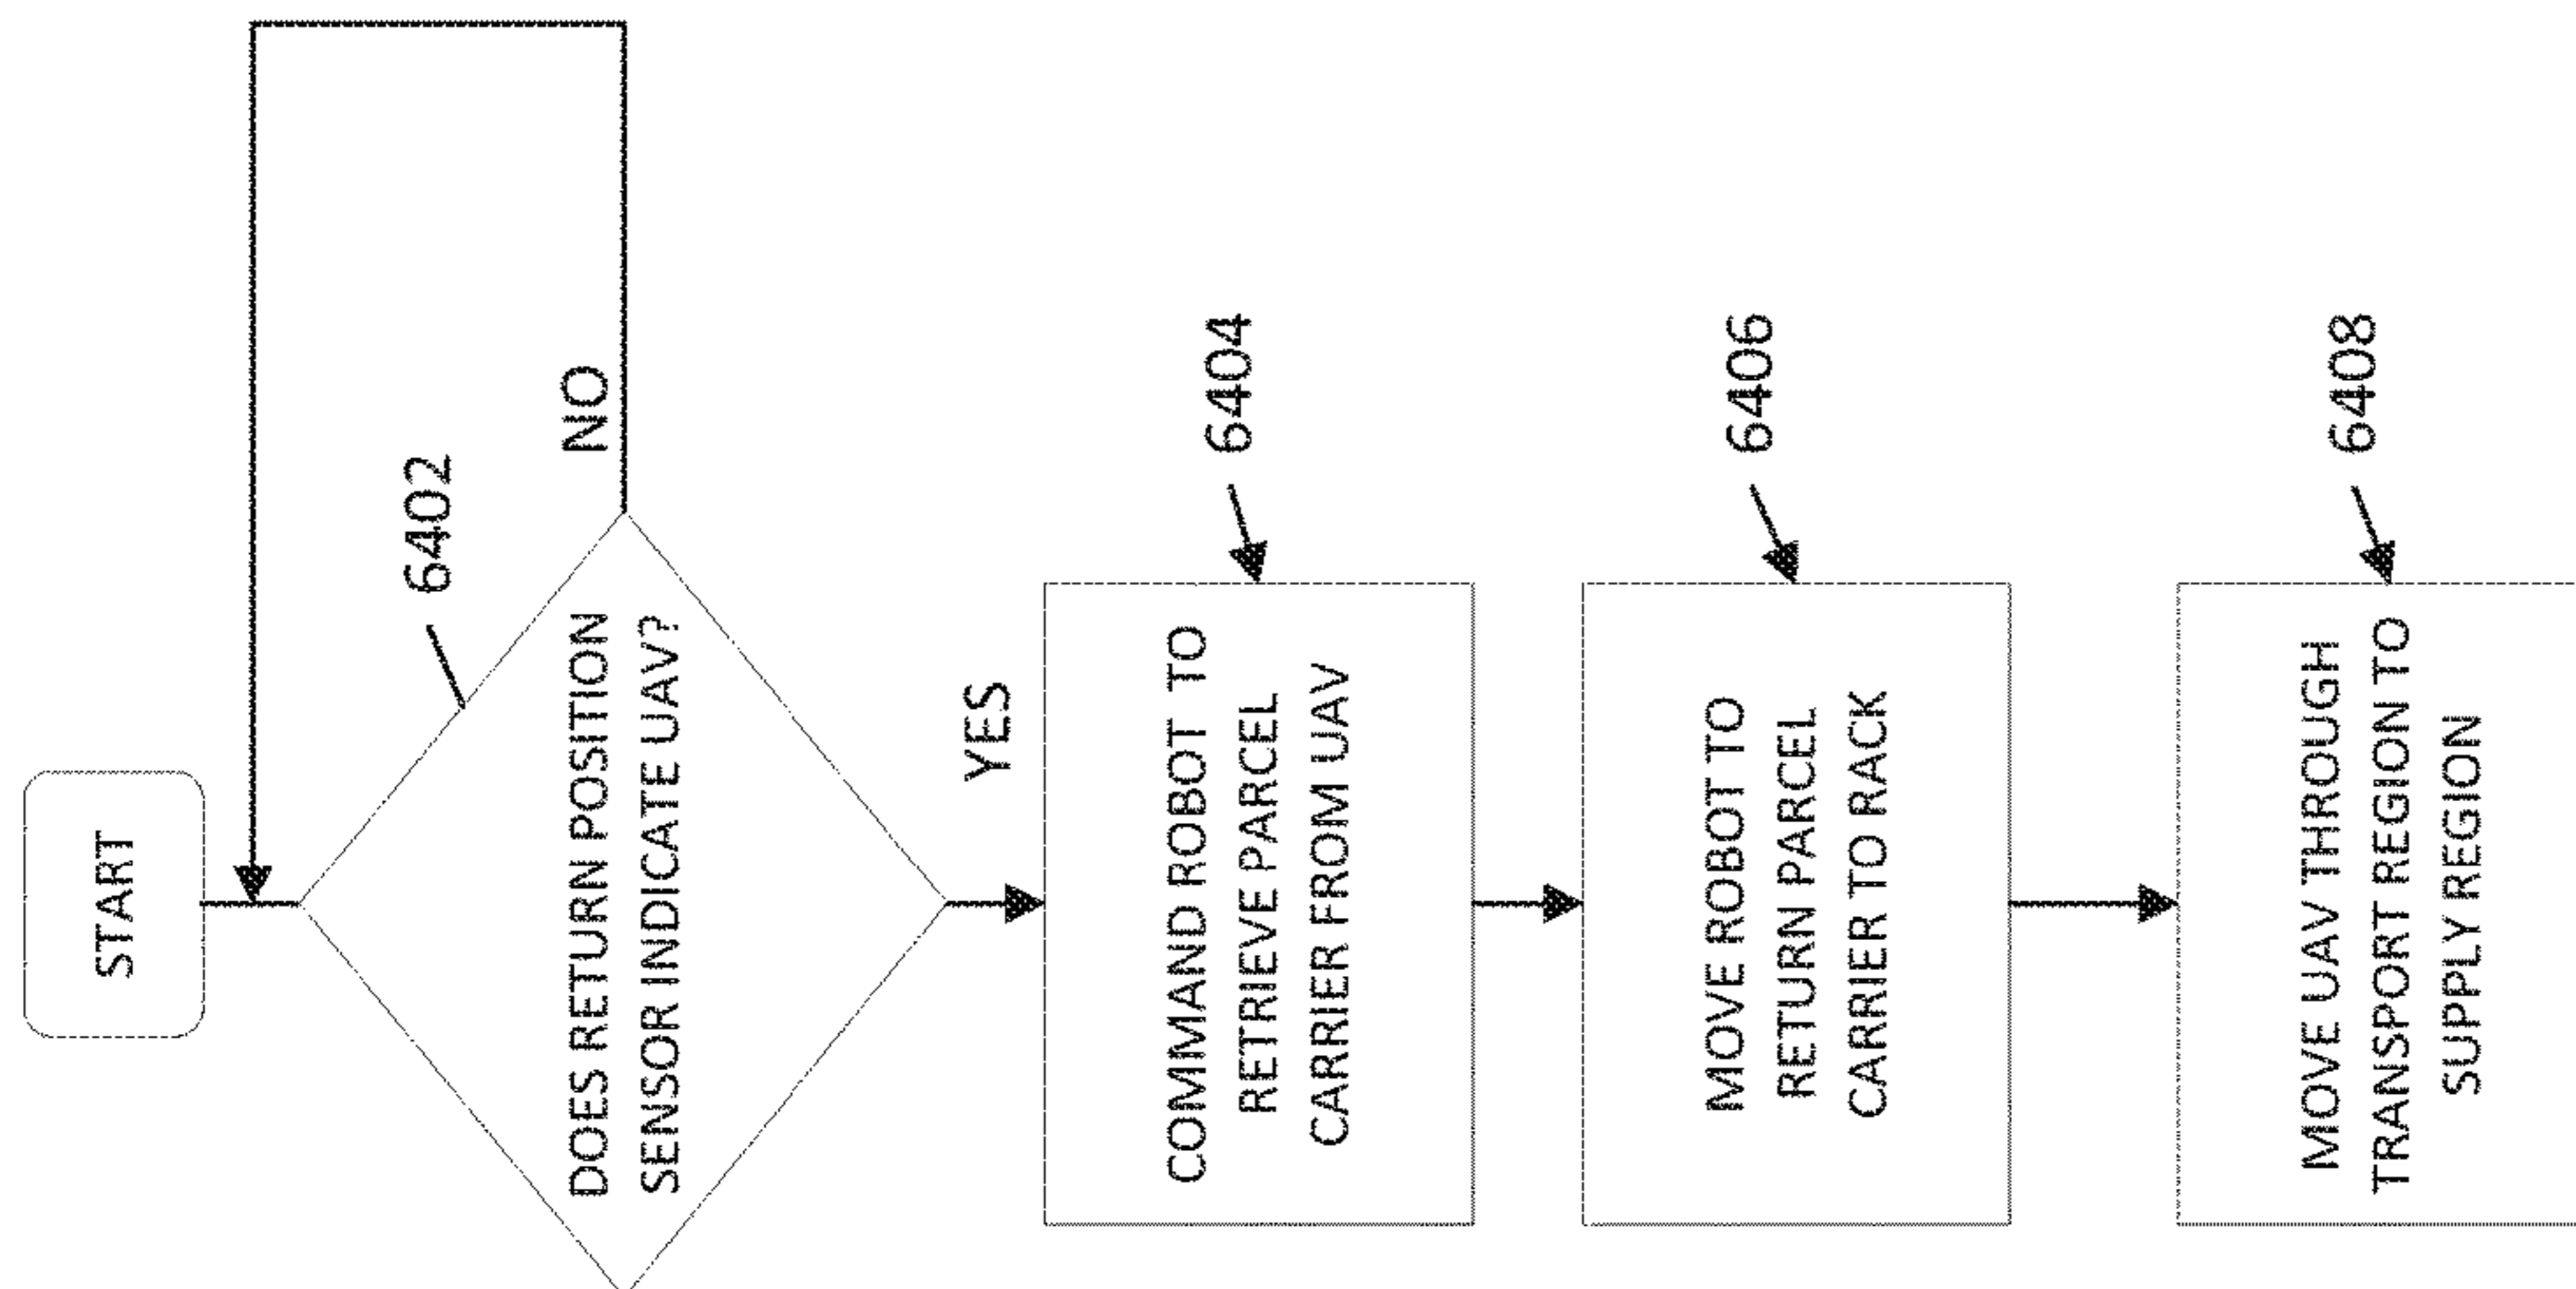 START
6402
DOES RETURN POSITION
SENSOR INDICATE UAV?
NO
YES
COMMAND ROBOT TO
RETRIEVE PARCEL
CARRIER FROM UAV
6404
MOVE ROBOT TO
RETURN PARCEL
CARRIER TO RACK
6406
MOVE UAV THROUGH
TRANSPORT REGION TO
SUPPLY REGION
6408